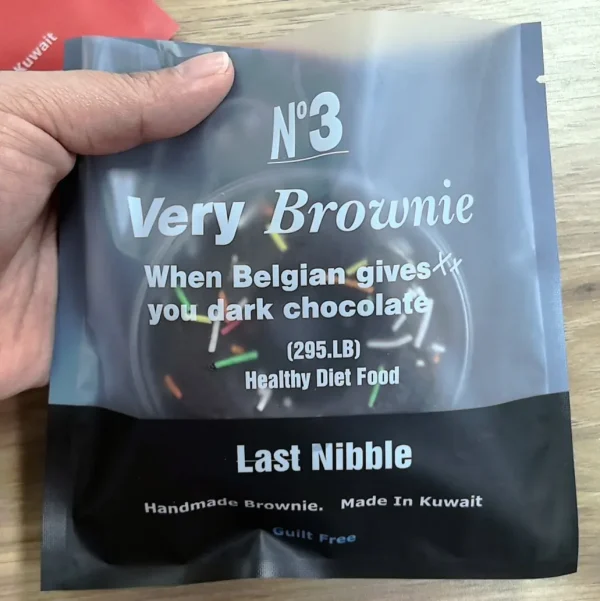 Kuwait
Nº3
Very Brownie
When Belgian gives xx
you dark chocolate
(295.LB)
Healthy Diet Food
Last Nibble
Handmade Brownie. Made In Kuwait
Guilt Free